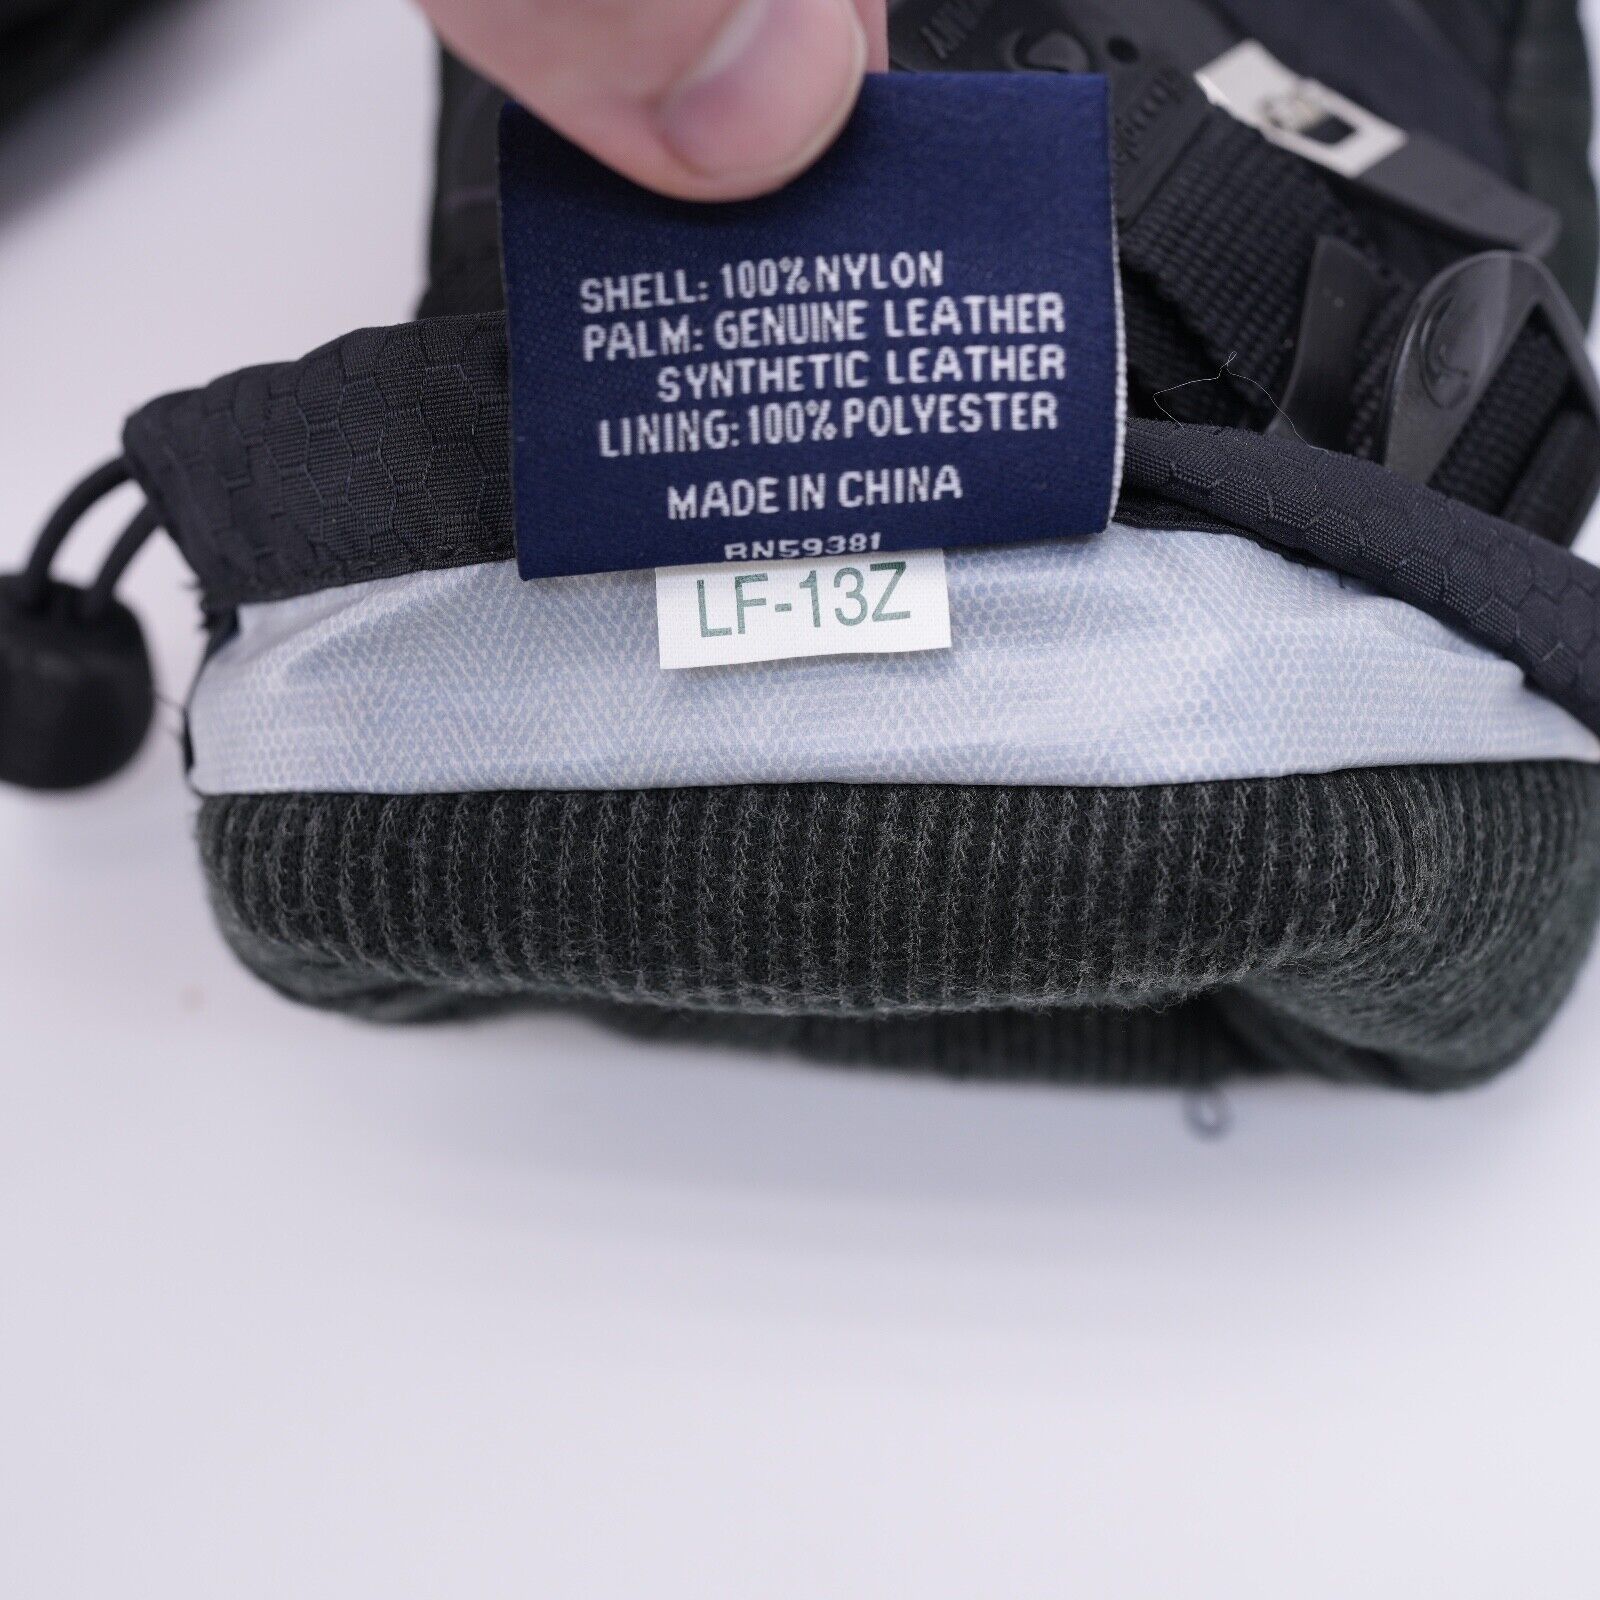 SHELL: 100% NYLON
PALM: GENUINE LEATHER
SYNTHETIC LEATHER
LINING: 100% POLYESTER
MADE IN CHINA
RN59381
LF-13Z